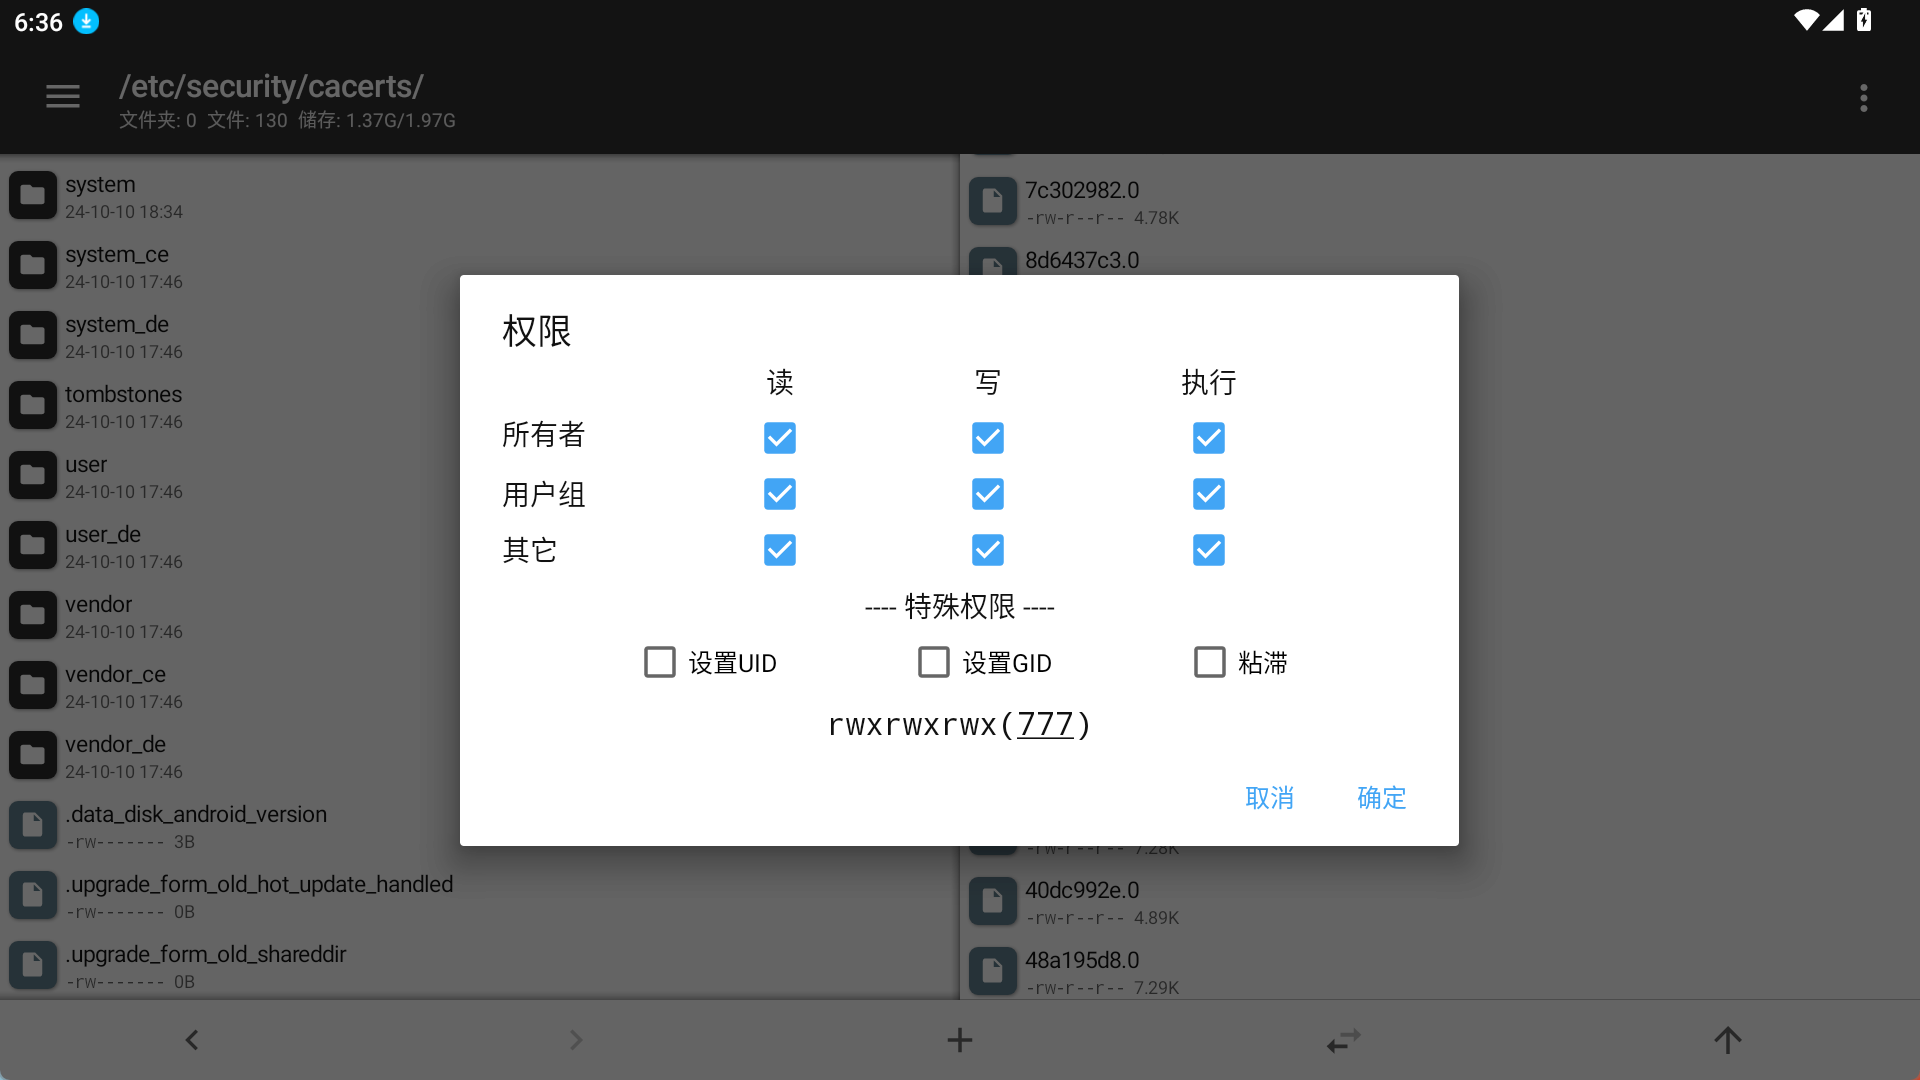 6:36
/etc/security/cacerts/
文件夹: 0 文件: 130 储存: 1.37G/1.97G
system
24-10-10 18:34
system_ce
24-10-10 17:46
system_de
24-10-10 17:46
tombstones
24-10-10 17:46
user
24-10-10 17:46
user_de
24-10-10 17:46
vendor
24-10-10 17:46
vendor_ce
24-10-10 17:46
vendor_de
24-10-10 17:46
.data_disk_android_version
-rw------- 3B
.upgrade_form_old_hot_update_handled
-rw------- 0B
.upgrade_form_old_shareddir
-rw------- 0B
7c302982.0
-rw-r--r-- 4.78K
8d6437c3.0
权限
读 写 执行
所有者
用户组
其它
---- 特殊权限 ----
设置UID 设置GID 粘滞
rwxrwxrwx(777)
取消 确定
-rw-r--r-- 7.28K
40dc992e.0
-rw-r--r-- 4.89K
48a195d8.0
-rw-r--r-- 7.29K